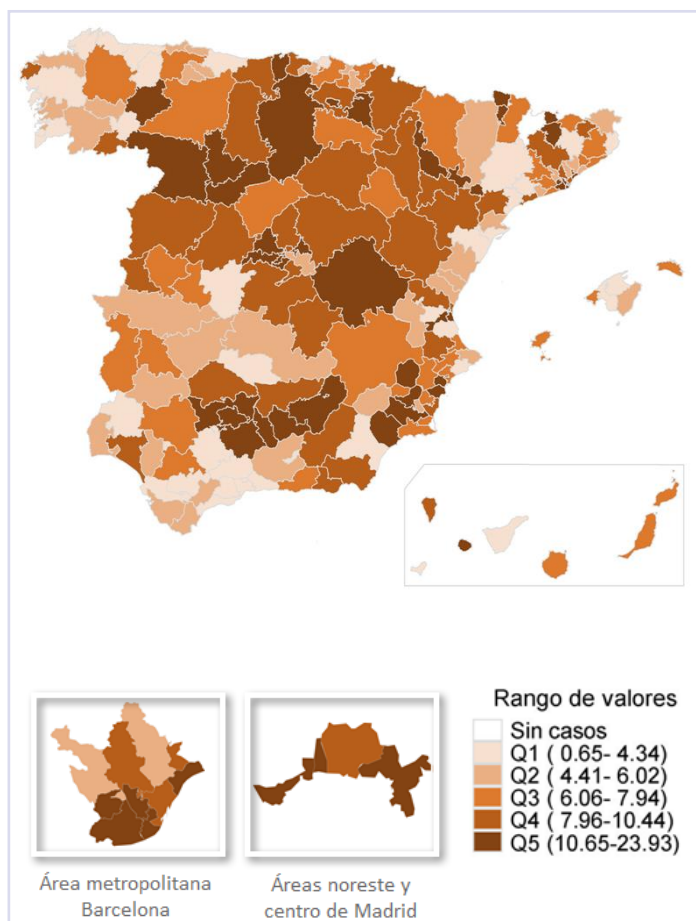 Rango de valores
Sin casos
Q1 ( 0.65- 4.34)
Q2 ( 4.41- 6.02)
Q3 ( 6.06- 7.94)
Q4 ( 7.96-10.44)
Q5 (10.65-23.93)
Área metropolitana
Barcelona
Áreas noreste y
centro de Madrid